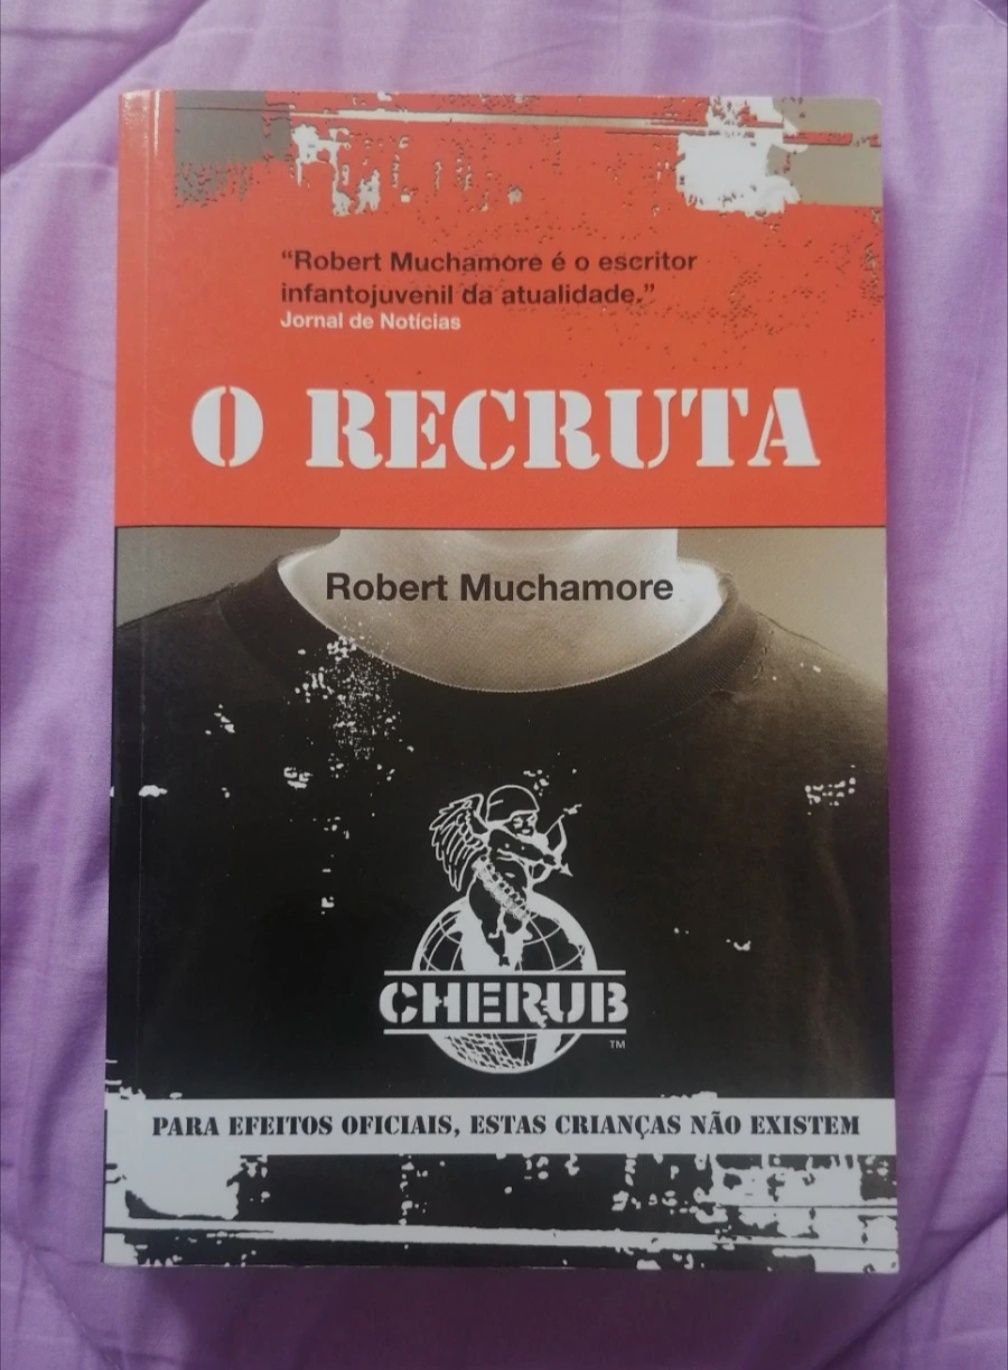 “Robert Muchamore é o escritor
infantojuvenil da atualidade.”
Jornal de Notícias
O RECRUTA
Robert Muchamore
CHERUB
TM
PARA EFEITOS OFICIAIS, ESTAS CRIANÇAS NÃO EXISTEM